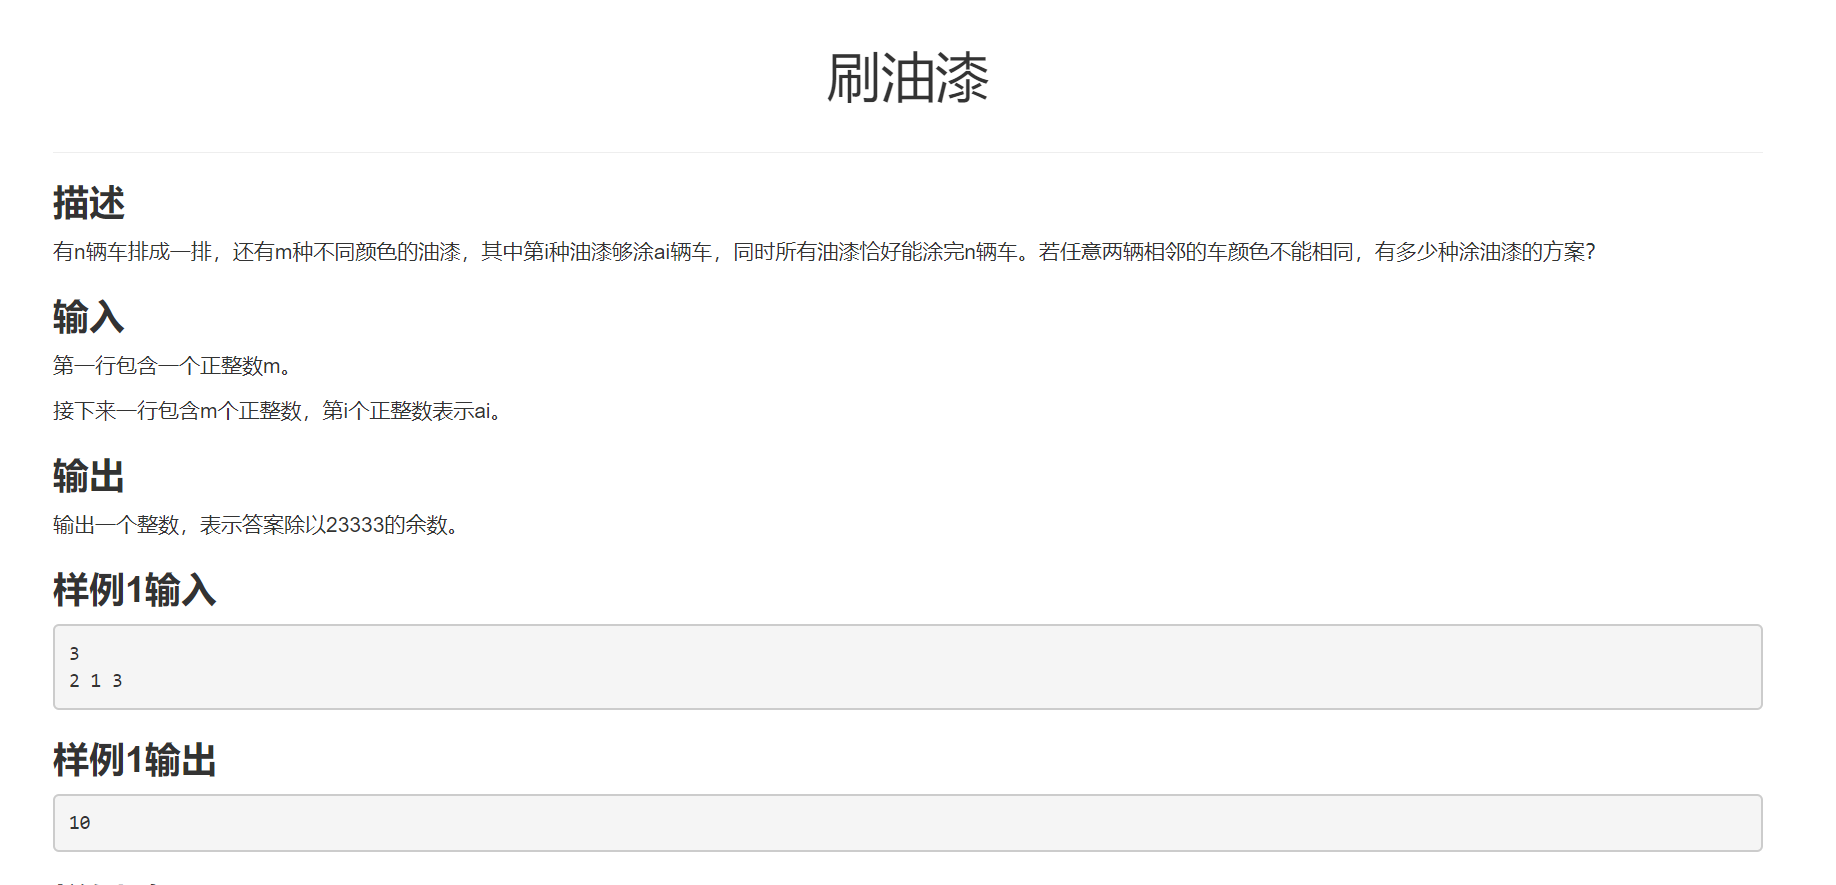 刷油漆
描述
有n辆车排成一排，还有m种不同颜色的油漆，其中第i种油漆够涂ai辆车，同时所有油漆恰好能涂完n辆车。若任意两辆相邻的车颜色不能相同，有多少种涂油漆的方案？
输入
第一行包含一个正整数m。
接下来一行包含m个正整数，第i个正整数表示ai。
输出
输出一个整数，表示答案除以23333的余数。
样例1输入
3
2 1 3
样例1输出
10